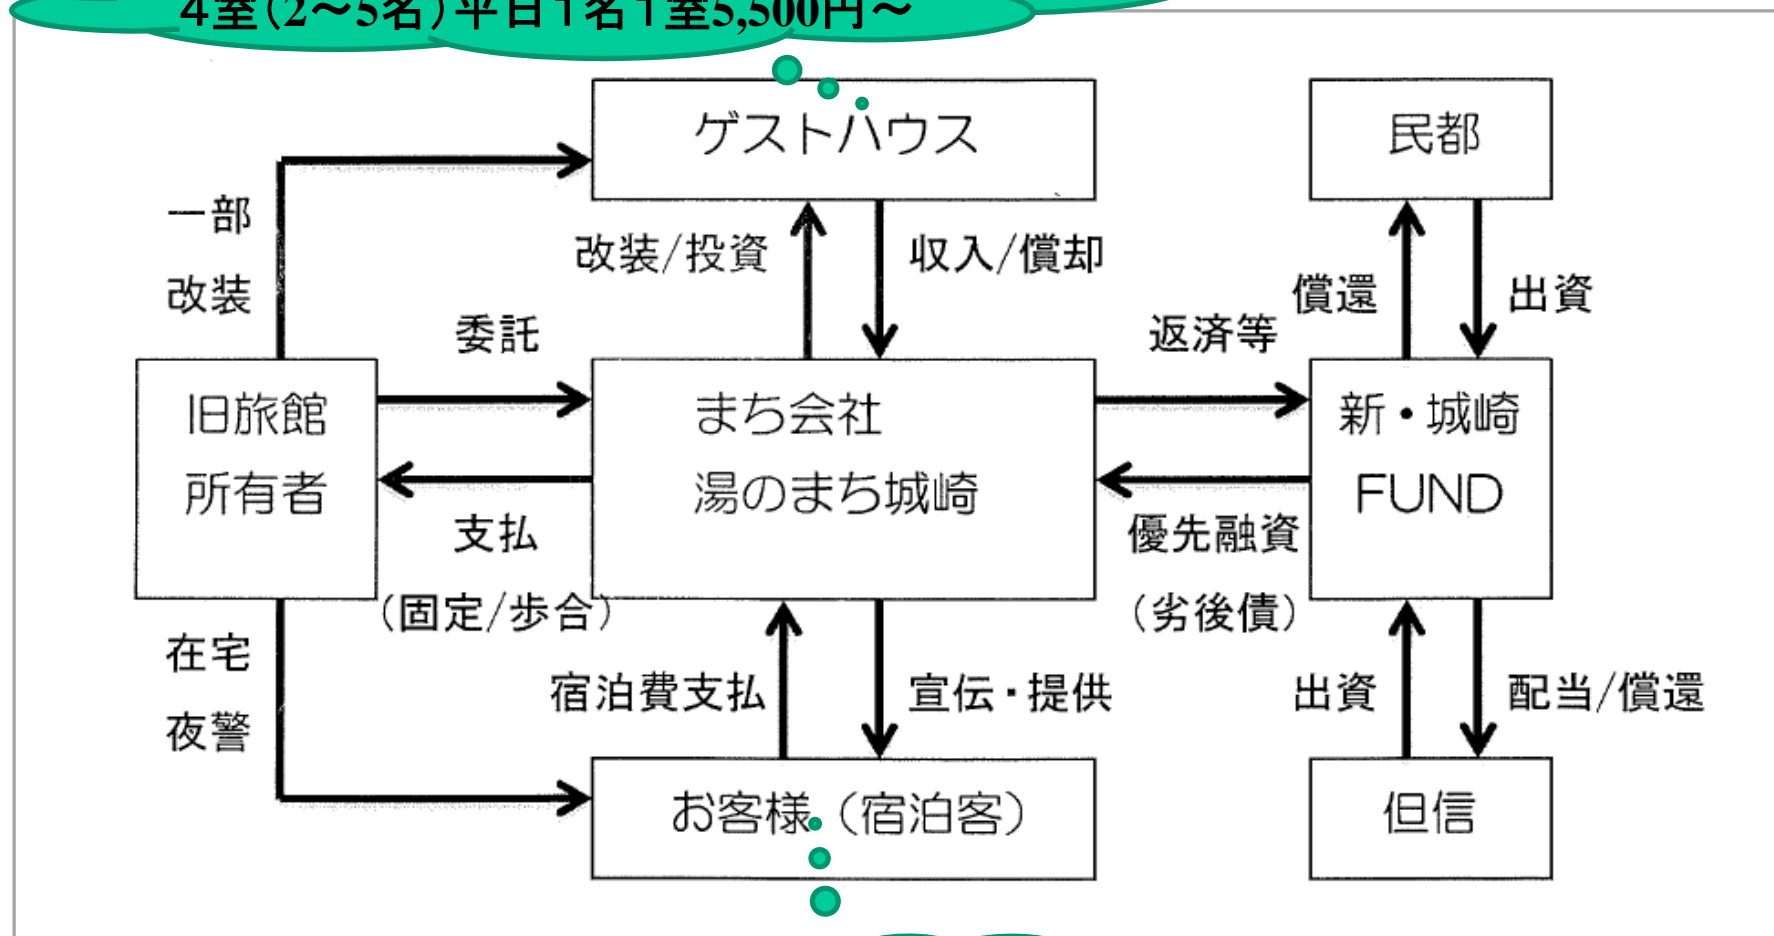 4室(2～5名)平日1名1室5,500円～
ゲストハウス
民都
一部
改装
改装/投資
収入/償却
償還
出資
委託
返済等
旧旅館
所有者
まち会社
湯のまち城崎
新・城崎
FUND
支払
(固定/歩合)
優先融資
(劣後債)
在宅
夜警
宿泊費支払
宣伝・提供
出資
配当/償還
お客様(宿泊客)
但信